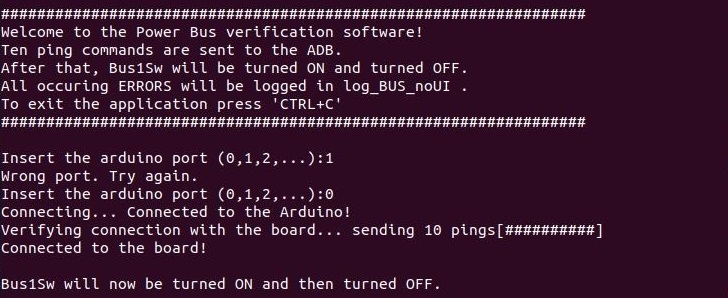 #################################################################
Welcome to the Power Bus verification software!
Ten ping commands are sent to the ADB.
After that, Bus1Sw will be turned ON and turned OFF.
All occuring ERRORS will be logged in log_BUS_noUI .
To exit the application press 'CTRL+C'
#################################################################
Insert the arduino port (0,1,2,...):1
Wrong port. Try again.
Insert the arduino port (0,1,2,...):0
Connecting... Connected to the Arduino!
Verifying connection with the board... sending 10 pings[##########]
Connected to the board!
Bus1Sw will now be turned ON and then turned OFF.